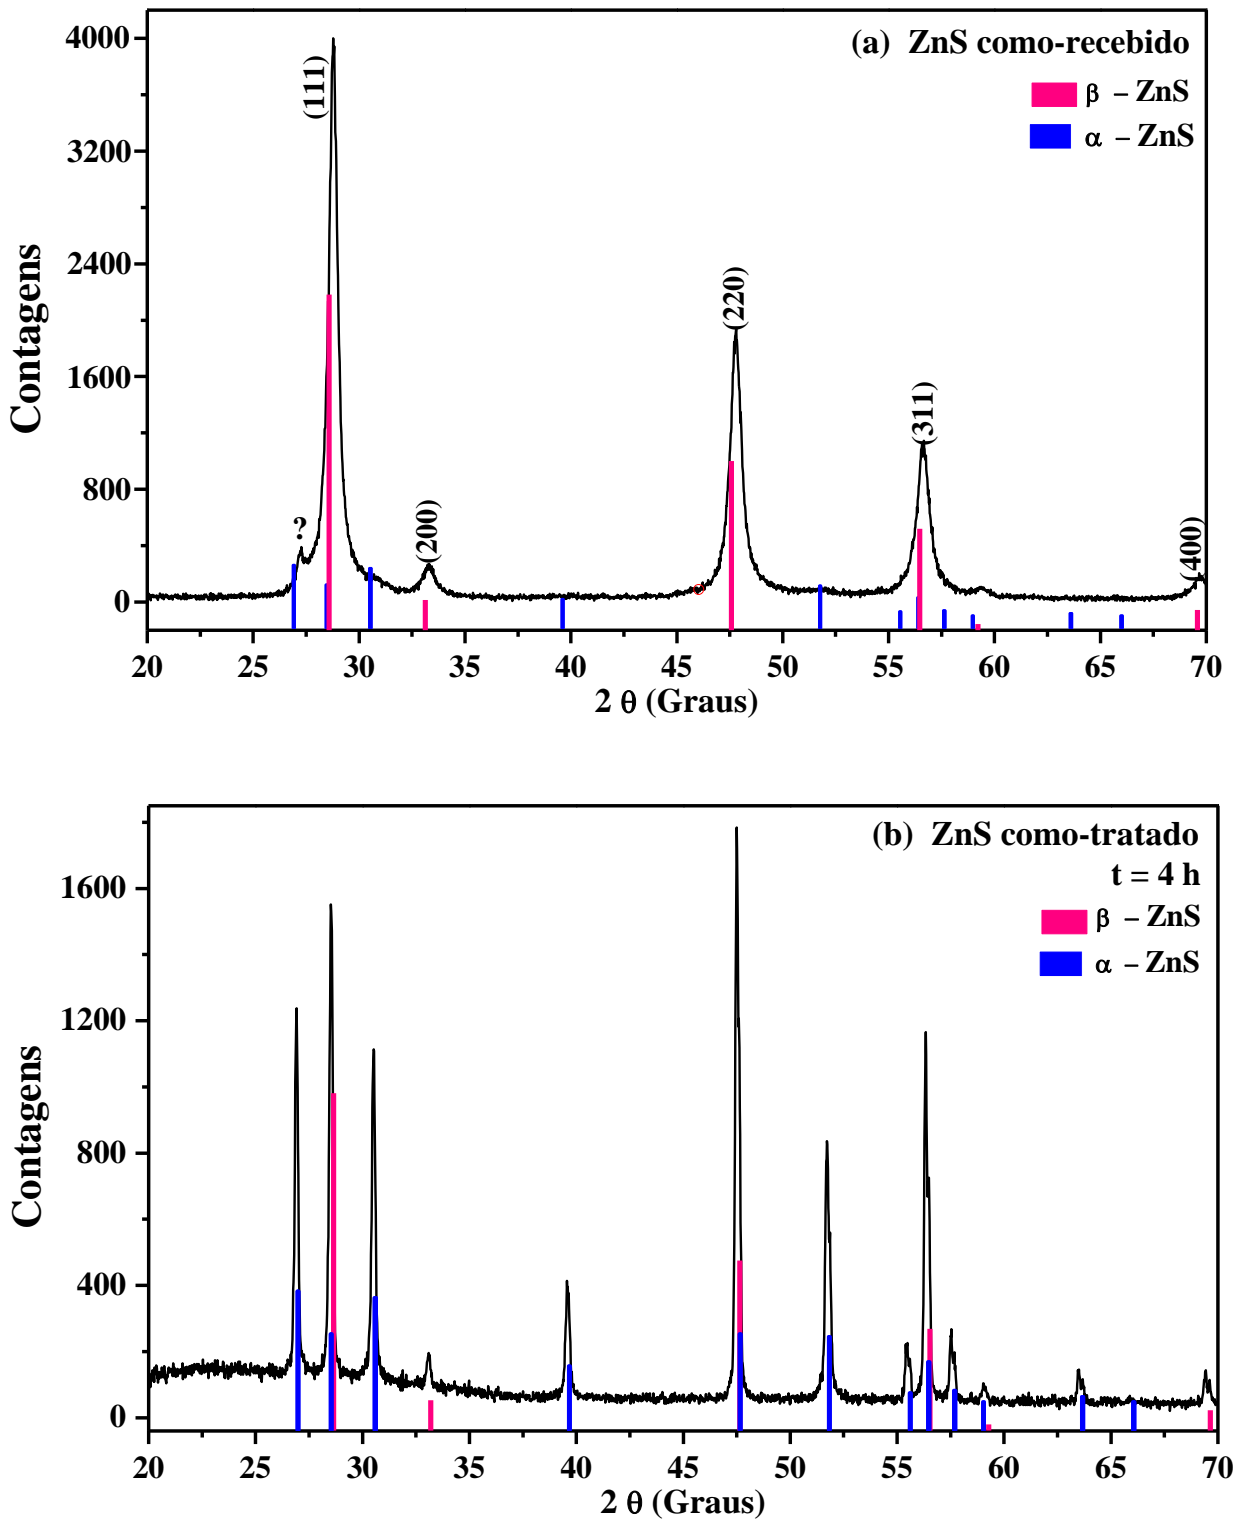 (a) ZnS como-recebido
β – ZnS
α – ZnS
4000
3200
2400
1600
800
0
Contagens
(111)
?
(200)
(220)
(311)
(400)
20 25 30 35 40 45 50 55 60 65 70
2 θ (Graus)
(b) ZnS como-tratado
t = 4 h
β – ZnS
α – ZnS
1600
1200
800
400
0
Contagens
20 25 30 35 40 45 50 55 60 65 70
2 θ (Graus)